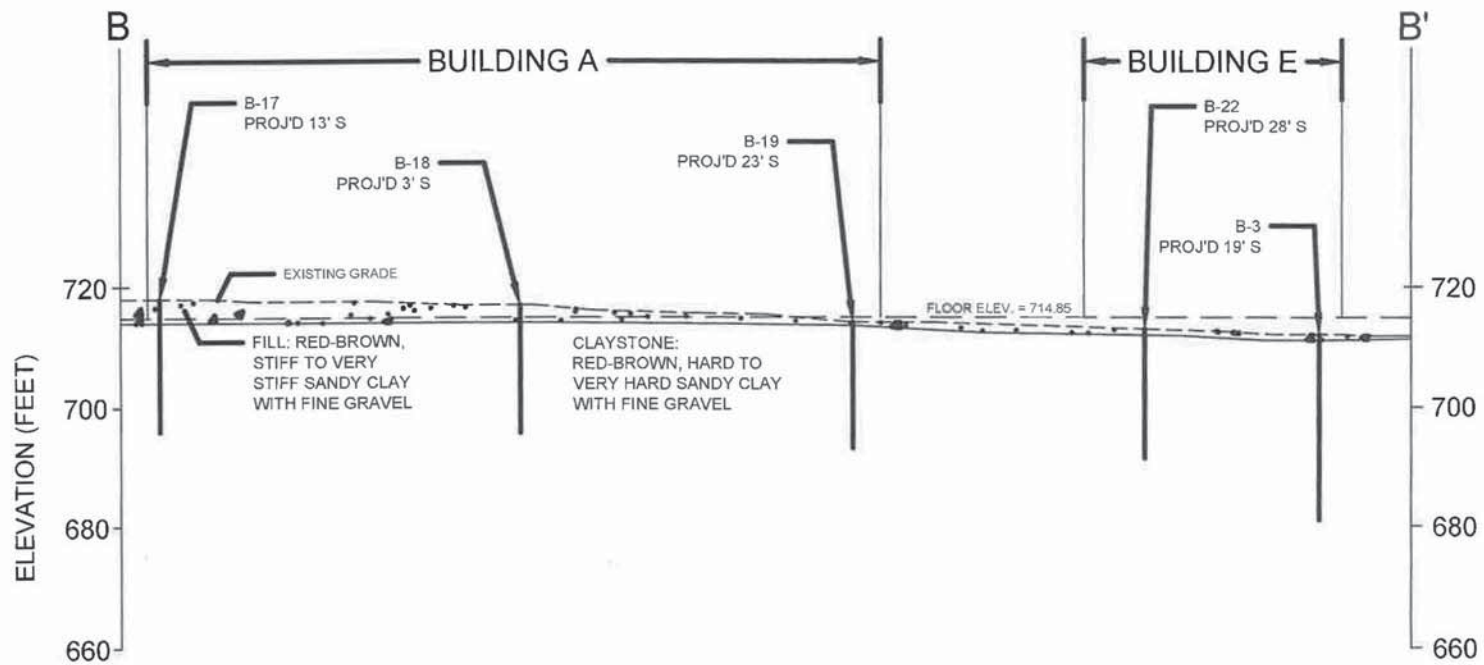 B
B'
BUILDING A
BUILDING E
B-17
PROJ'D 13' S
B-18
PROJ'D 3' S
B-19
PROJ'D 23' S
B-22
PROJ'D 28' S
B-3
PROJ'D 19' S
EXISTING GRADE
FLOOR ELEV. = 714.85
FILL: RED-BROWN,
STIFF TO VERY
STIFF SANDY CLAY
WITH FINE GRAVEL
CLAYSTONE:
RED-BROWN, HARD TO
VERY HARD SANDY CLAY
WITH FINE GRAVEL
ELEVATION (FEET)
720
700
680
660
720
700
680
660